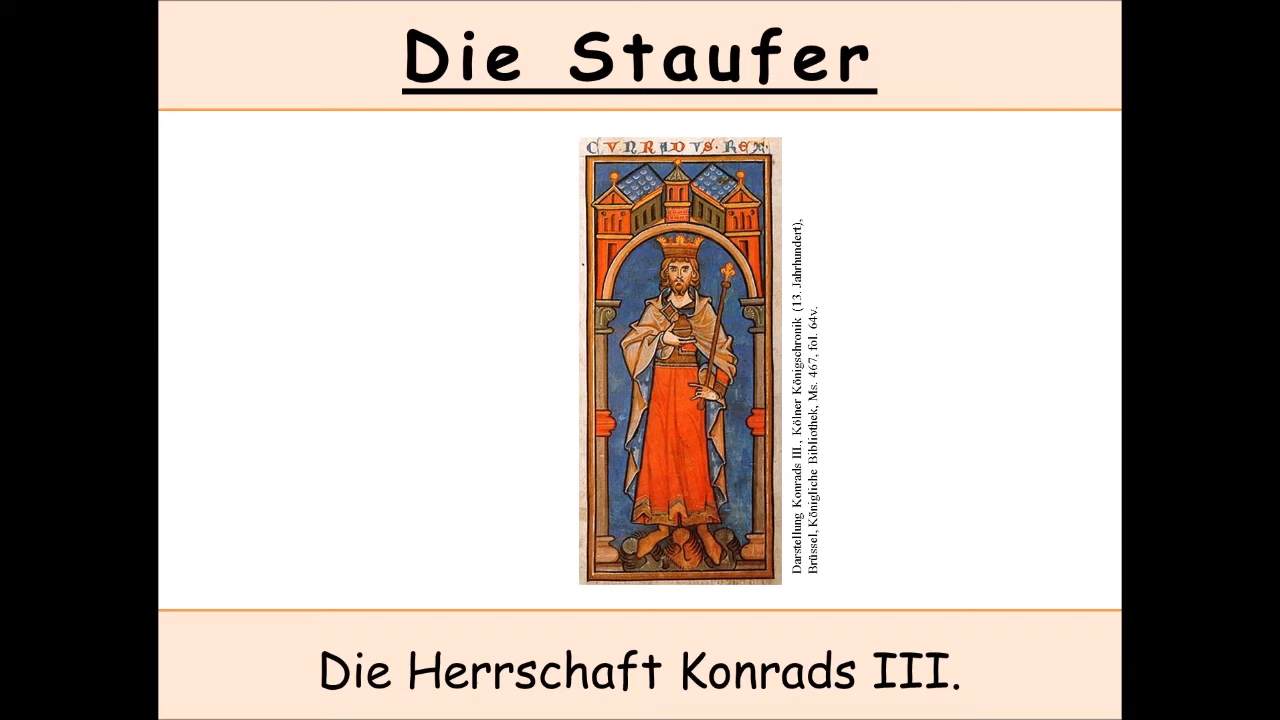 Die Staufer
CVNRADVS·REX·
Darstellung Konrads III., Kölner Königschronik (13. Jahrhundert),
Brüssel, Königliche Bibliothek, Ms. 467, fol. 64v.
Die Herrschaft Konrads III.